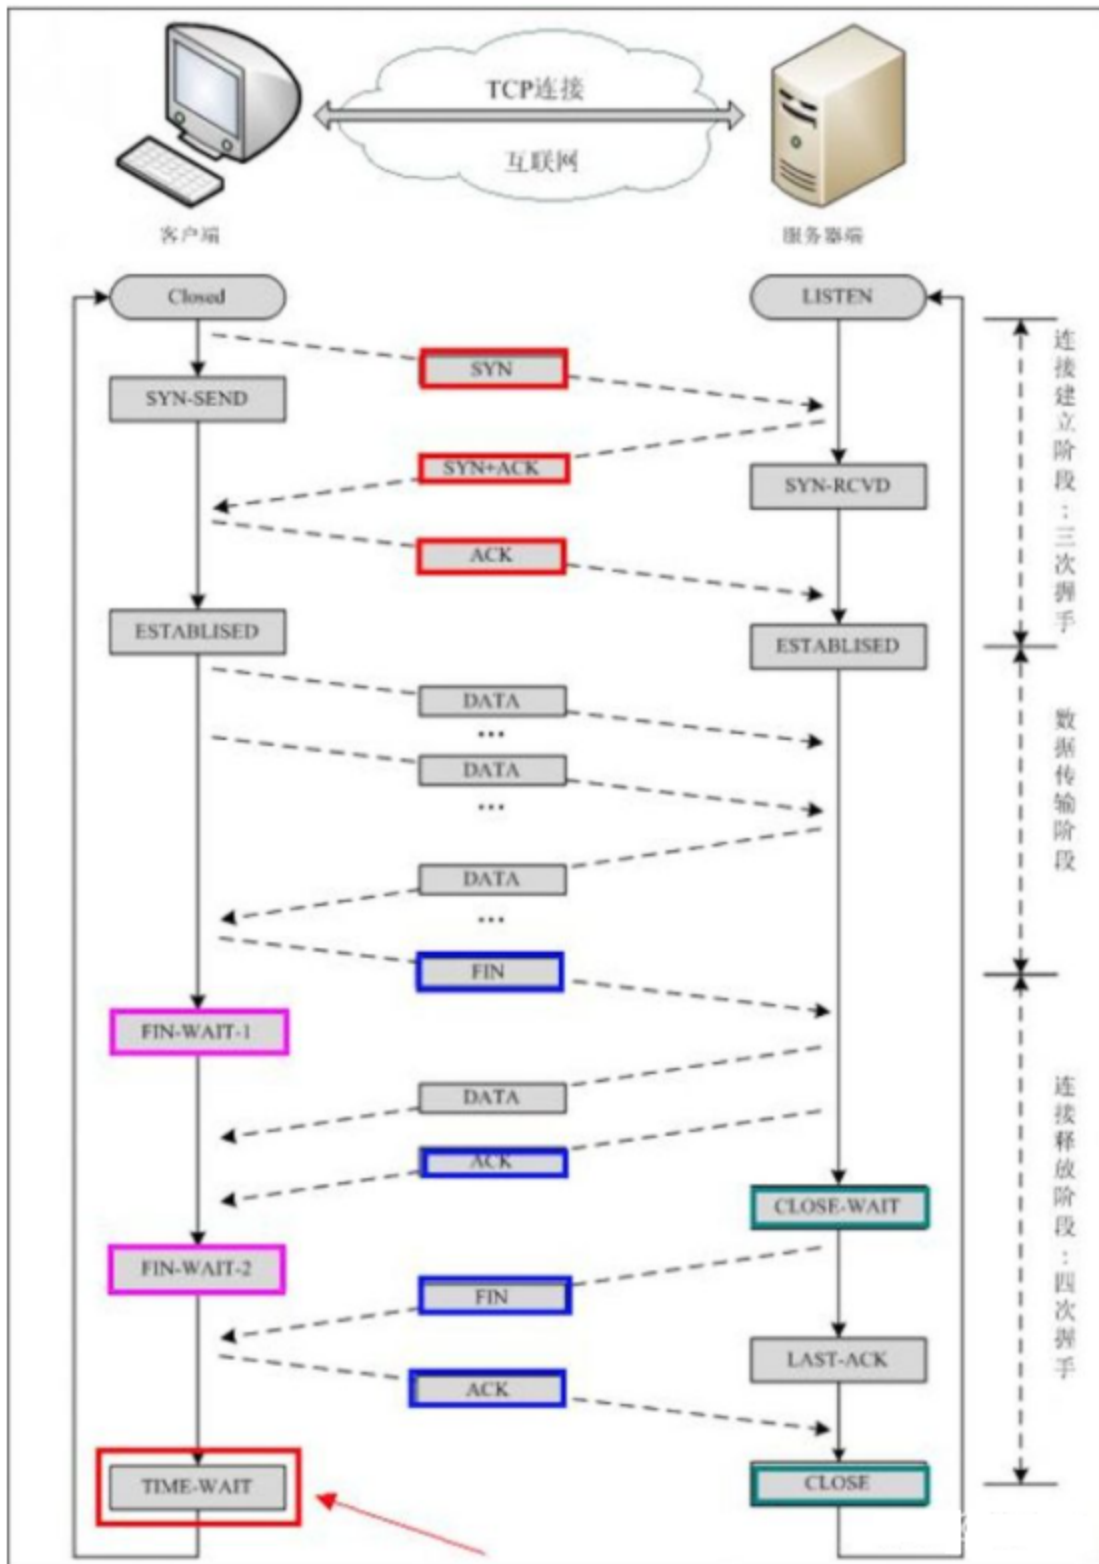 TCP连接
互联网
客户端
服务器端
Closed
LISTEN
SYN
SYN-SEND
SYN+ACK
SYN-RCVD
ACK
ESTABLISED
ESTABLISED
连接建立阶段：三次握手
DATA
...
DATA
...
DATA
...
数据传输阶段
FIN
FIN-WAIT-1
DATA
ACK
CLOSE-WAIT
FIN-WAIT-2
FIN
LAST-ACK
ACK
TIME-WAIT
CLOSE
连接释放阶段：四次握手